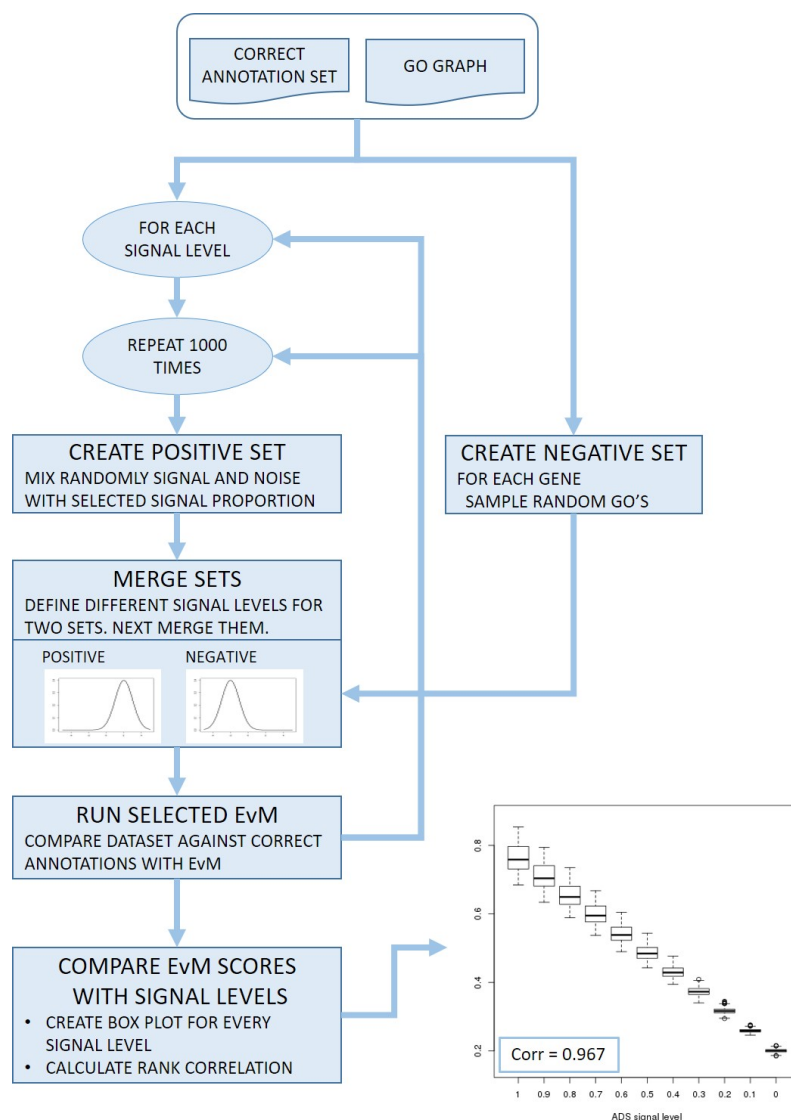 CORRECT
ANNOTATION SET
GO GRAPH
FOR EACH
SIGNAL LEVEL
REPEAT 1000
TIMES
CREATE POSITIVE SET
MIX RANDOMLY SIGNAL AND NOISE
WITH SELECTED SIGNAL PROPORTION
CREATE NEGATIVE SET
FOR EACH GENE
SAMPLE RANDOM GO'S
MERGE SETS
DEFINE DIFFERENT SIGNAL LEVELS FOR
TWO SETS. NEXT MERGE THEM.
POSITIVE
NEGATIVE
RUN SELECTED EvM
COMPARE DATASET AGAINST CORRECT
ANNOTATIONS WITH EvM
COMPARE EvM SCORES
WITH SIGNAL LEVELS
• CREATE BOX PLOT FOR EVERY
SIGNAL LEVEL
• CALCULATE RANK CORRELATION
0.8
0.6
0.4
0.2
Corr = 0.967
1 0.9 0.8 0.7 0.6 0.5 0.4 0.3 0.2 0.1 0
ADS signal level